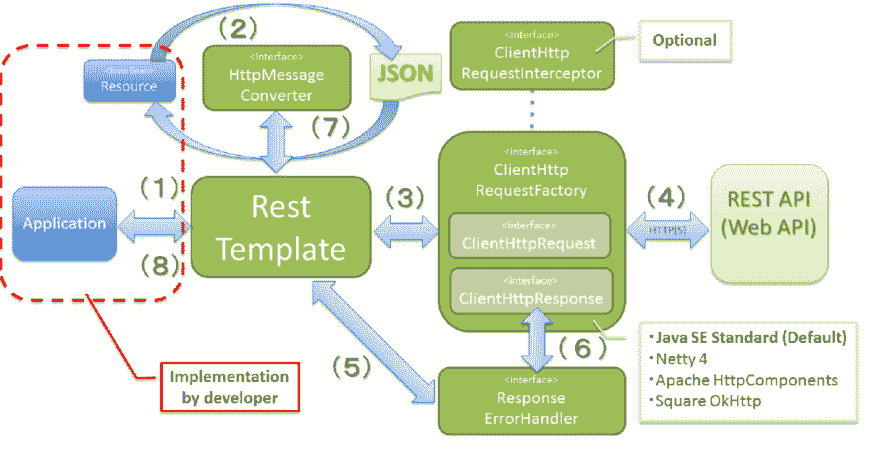 (2)
<interface>
HttpMessage
Converter
JSON
Resource
<interface>
ClientHttp
RequestInterceptor
Optional
(7)
<interface>
ClientHttp
RequestFactory
(1)
Application
(8)
Rest
Template
(3)
<interface>
ClientHttpRequest
<interface>
ClientHttpResponse
(4)
HTTP(S)
REST API
(Web API)
(5)
(6)
・Java SE Standard (Default)
・Netty 4
・Apache HttpComponents
・Square OkHttp
Implementation
by developer
<interface>
Response
ErrorHandler